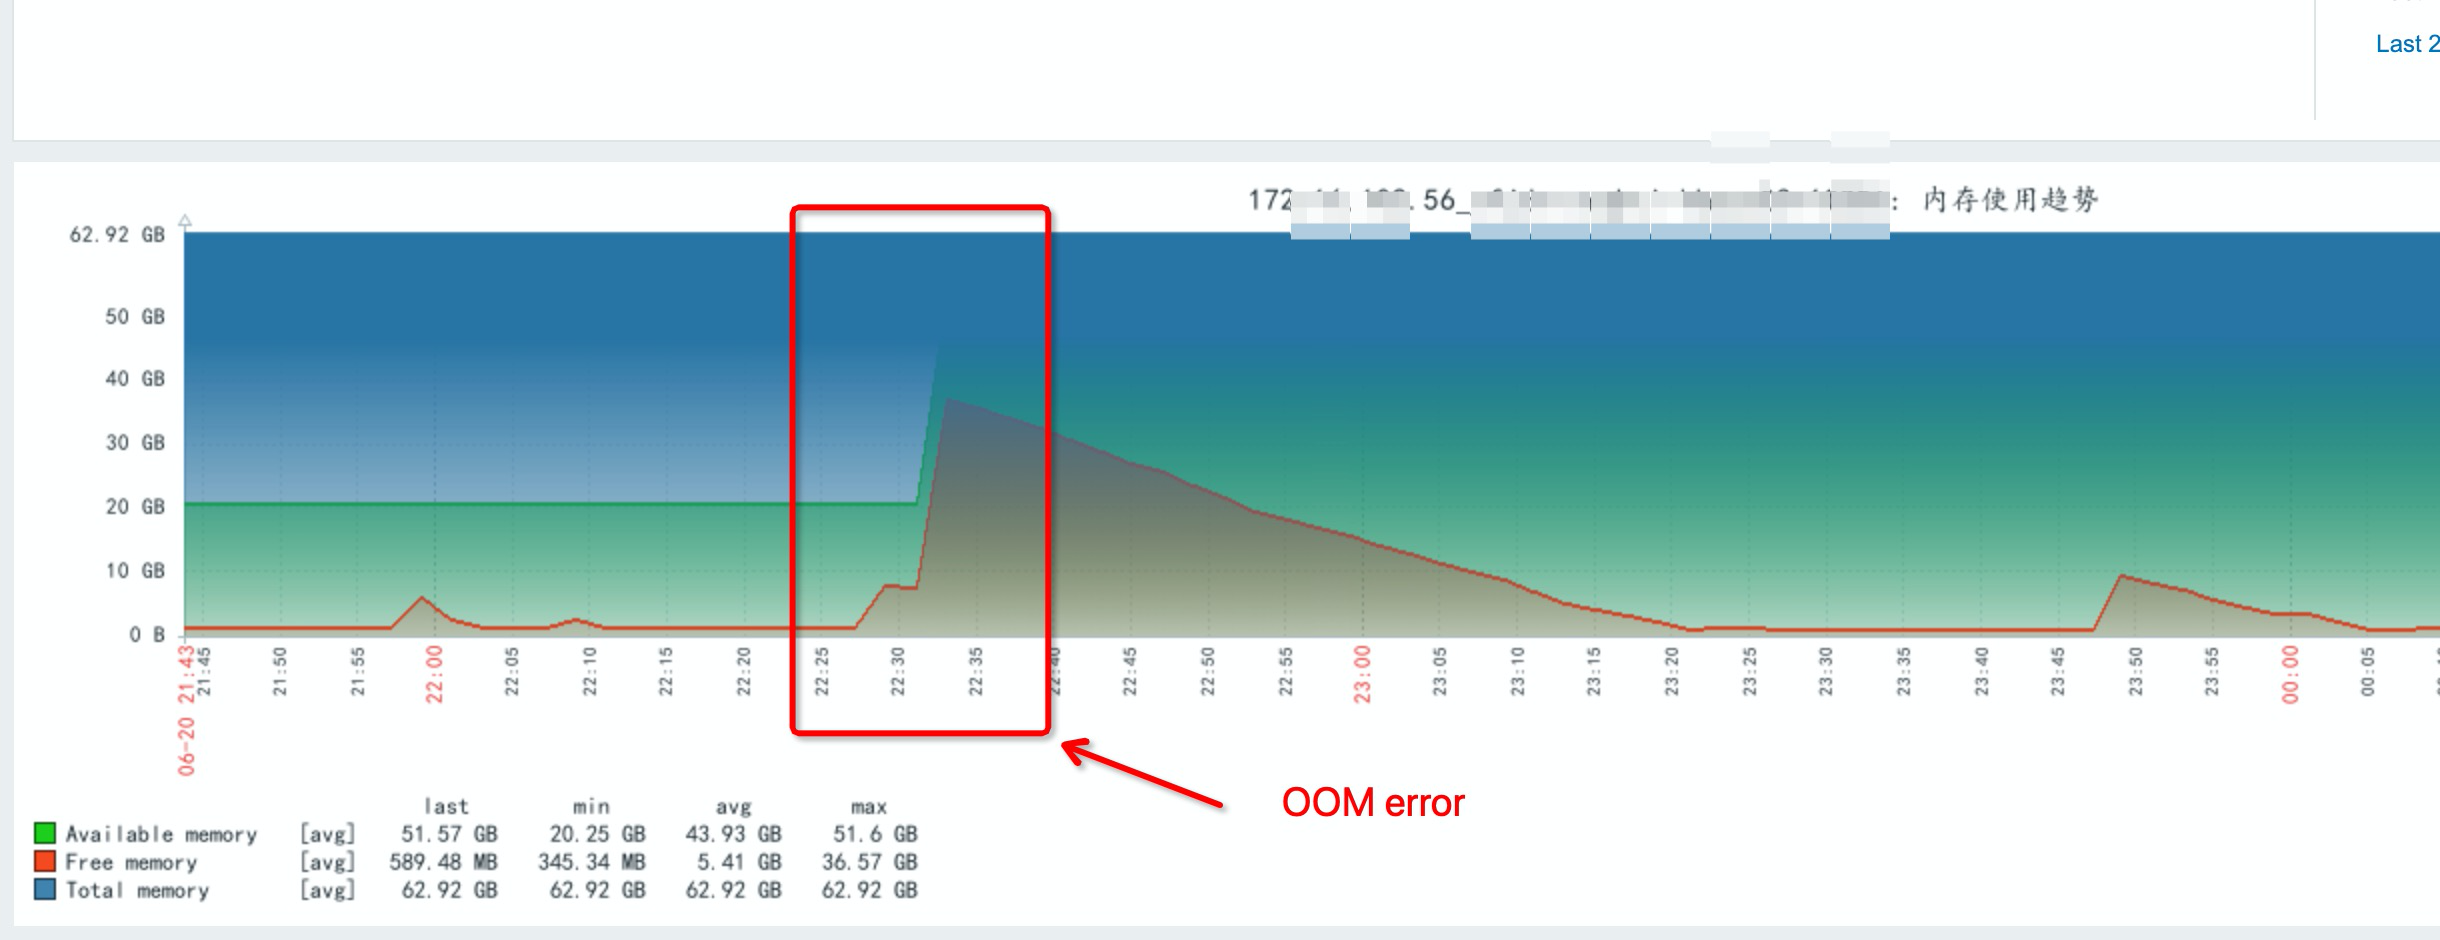 Last 2
172 .56_ : 内存使用趋势
62.92 GB
50 GB
40 GB
30 GB
20 GB
10 GB
0 B
06-20 21:43 21:45 21:50 21:55 22:00 22:05 22:10 22:15 22:20 22:25 22:30 22:35 22:40 22:45 22:50 22:55 23:00 23:05 23:10 23:15 23:20 23:25 23:30 23:35 23:40 23:45 23:50 23:55 00:00 00:05
OOM error
last min avg max
Available memory [avg] 51.57 GB 20.25 GB 43.93 GB 51.6 GB
Free memory [avg] 589.48 MB 345.34 MB 5.41 GB 36.57 GB
Total memory [avg] 62.92 GB 62.92 GB 62.92 GB 62.92 GB